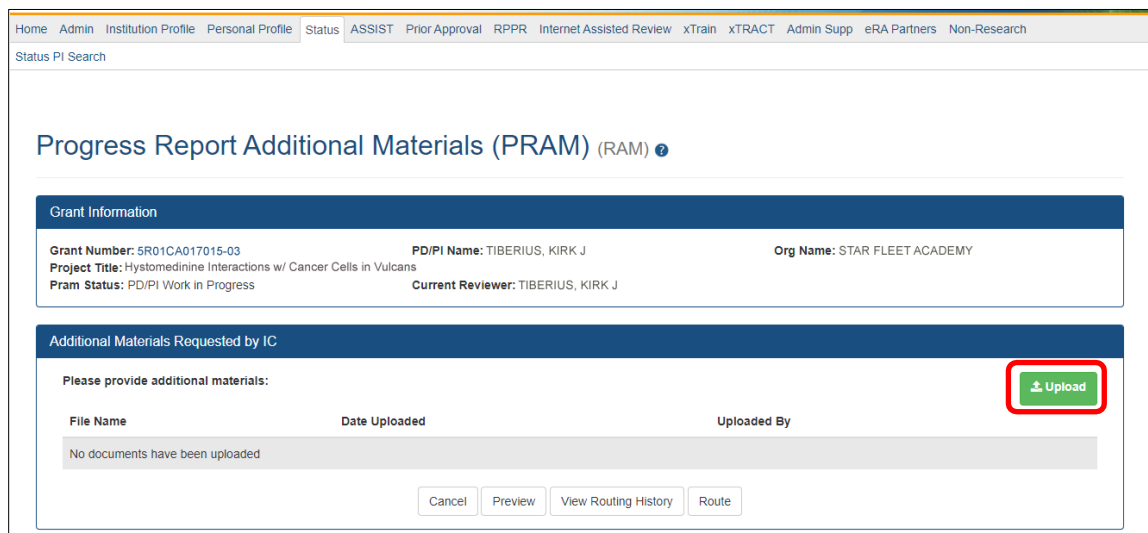 Home Admin Institution Profile Personal Profile Status ASSIST Prior Approval RPPR Internet Assisted Review xTrain xTRACT Admin Supp eRA Partners Non-Research
Status PI Search
Progress Report Additional Materials (PRAM) (RAM) ?
Grant Information
Grant Number: 5R01CA017015-03 PD/PI Name: TIBERIUS, KIRK J Org Name: STAR FLEET ACADEMY
Project Title: Hystomedinine Interactions w/ Cancer Cells in Vulcans
Pram Status: PD/PI Work in Progress Current Reviewer: TIBERIUS, KIRK J
Additional Materials Requested by IC
Please provide additional materials: Upload
File Name Date Uploaded Uploaded By
No documents have been uploaded
Cancel Preview View Routing History Route